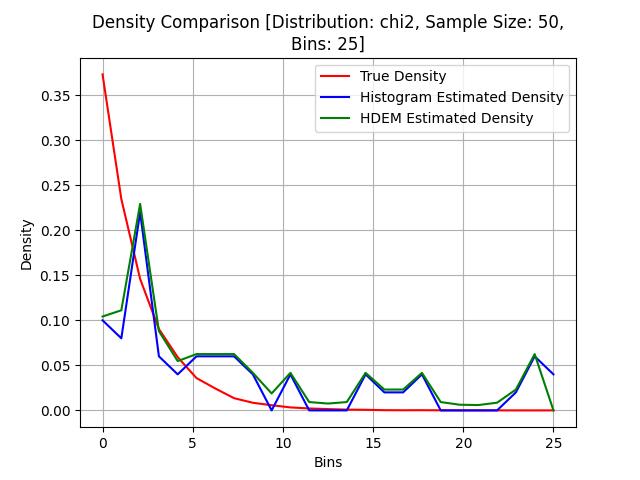 Density Comparison [Distribution: chi2, Sample Size: 50,
Bins: 25]
True Density
Histogram Estimated Density
HDEM Estimated Density
Density
0.35
0.30
0.25
0.20
0.15
0.10
0.05
0.00
0 5 10 15 20 25
Bins